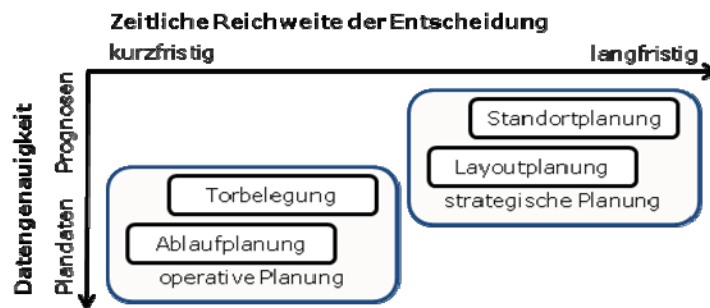 Zeitliche Reichweite der Entscheidung
kurzfristig
langfristig
Datengenauigkeit
Prognosen
Plandaten
Standortplanung
Layoutplanung
strategische Planung
Torbelegung
Ablaufplanung
operative Planung